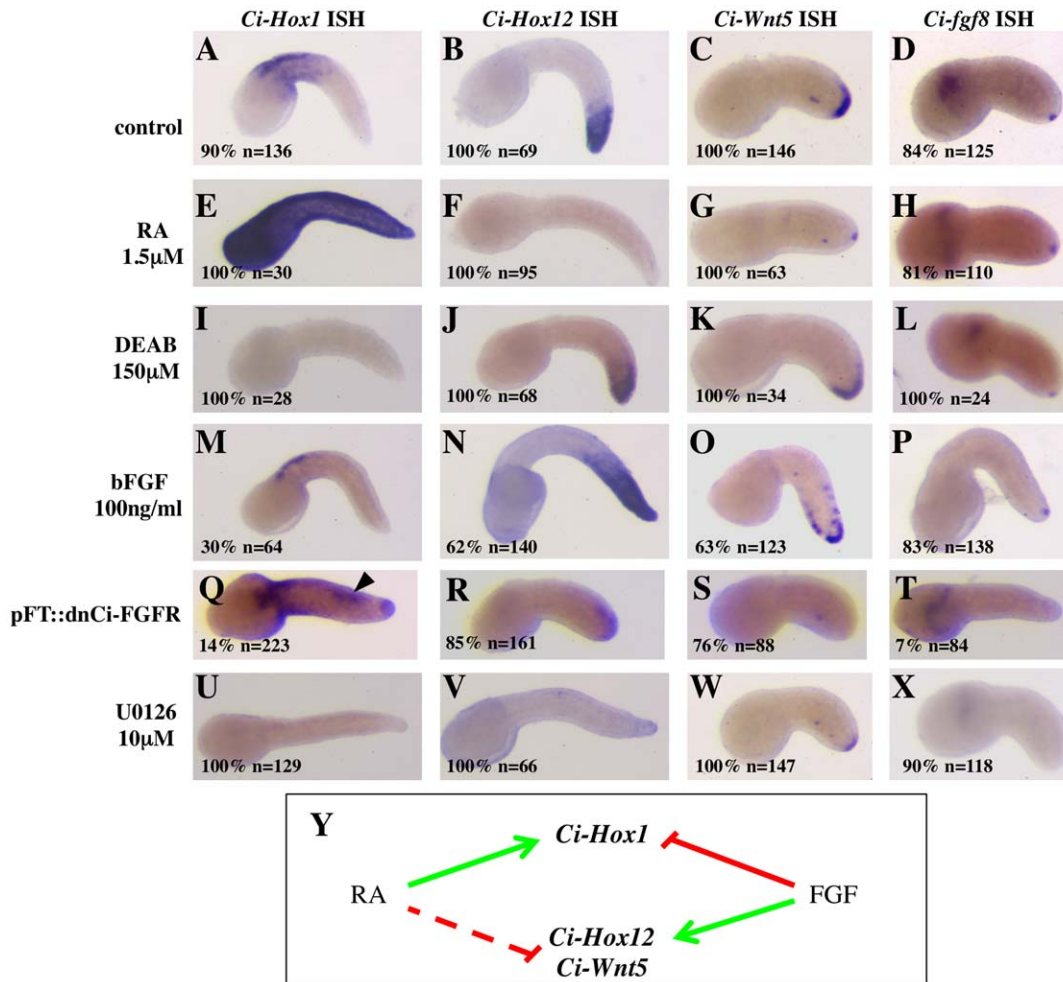 Ci-Hox1 ISH Ci-Hox12 ISH Ci-Wnt5 ISH Ci-fgf8 ISH
control
A 90% n=136
B 100% n=69
C 100% n=146
D 84% n=125
RA
1.5µM
E 100% n=30
F 100% n=95
G 100% n=63
H 81% n=110
DEAB
150µM
I 100% n=28
J 100% n=68
K 100% n=34
L 100% n=24
bFGF
100ng/ml
M 30% n=64
N 62% n=140
O 63% n=123
P 83% n=138
pFT::dnCi-FGFR
Q 14% n=223
R 85% n=161
S 76% n=88
T 7% n=84
U0126
10µM
U 100% n=129
V 100% n=66
W 100% n=147
X 90% n=118
Y
Ci-Hox1
RA FGF
Ci-Hox12
Ci-Wnt5